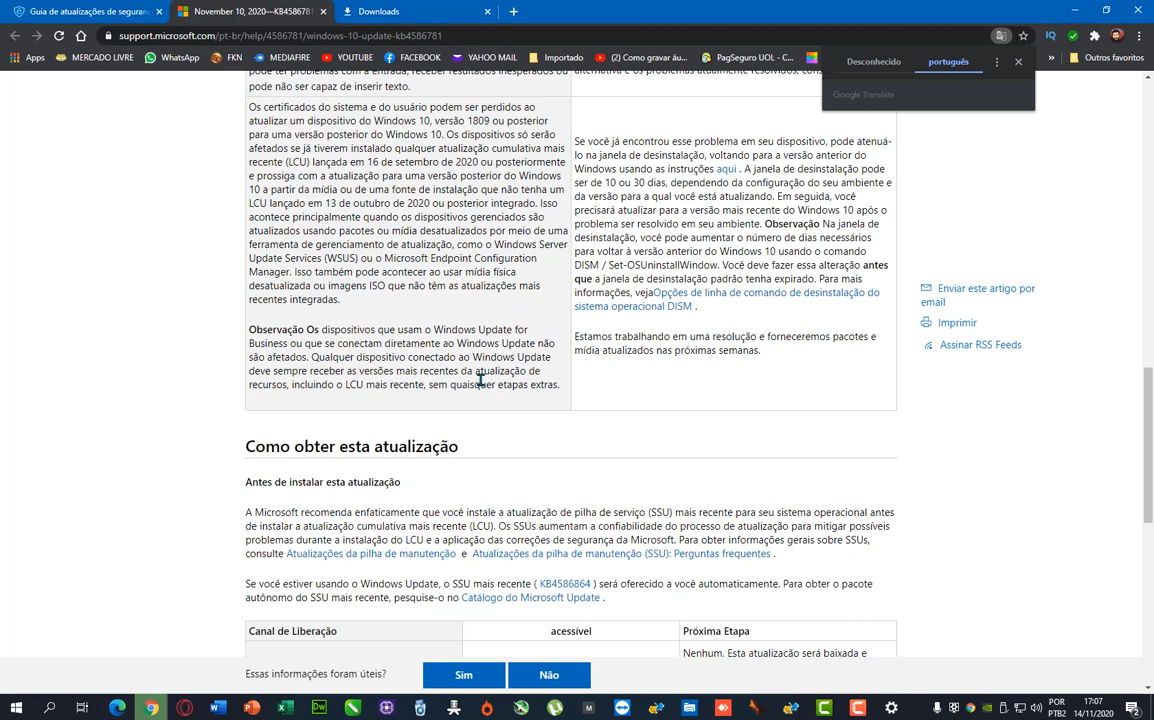 Guia de atualizações de seguran
November 10, 2020—KB4586781
Downloads
support.microsoft.com/pt-br/help/4586781/windows-10-update-kb4586781
Apps
MERCADO LIVRE
WhatsApp
FKN
MEDIAFIRE
YOUTUBE
FACEBOOK
YAHOO MAIL
Importado
(2) Como gravar áu...
PagSeguro UOL - C...
»
Outros favoritos
Desconhecido
português
Google Translate
pode ter problemas com a entrada, receber resultados inesperados ou
pode não ser capaz de inserir texto.
alternativa e os problemas atualmente resolvidos, cons
Os certificados do sistema e do usuário podem ser perdidos ao
atualizar um dispositivo do Windows 10, versão 1809 ou posterior
para uma versão posterior do Windows 10. Os dispositivos só serão
afetados se já tiverem instalado qualquer atualização cumulativa mais
recente (LCU) lançada em 16 de setembro de 2020 ou posteriormente
e prossiga com a atualização para uma versão posterior do Windows
10 a partir da mídia ou de uma fonte de instalação que não tenha um
LCU lançado em 13 de outubro de 2020 ou posterior integrado. Isso
acontece principalmente quando os dispositivos gerenciados são
atualizados usando pacotes ou mídia desatualizados por meio de uma
ferramenta de gerenciamento de atualização, como o Windows Server
Update Services (WSUS) ou o Microsoft Endpoint Configuration
Manager. Isso também pode acontecer ao usar mídia física
desatualizada ou imagens ISO que não têm as atualizações mais
recentes integradas.
Observação Os dispositivos que usam o Windows Update for
Business ou que se conectam diretamente ao Windows Update não
são afetados. Qualquer dispositivo conectado ao Windows Update
deve sempre receber as versões mais recentes da atualização de
recursos, incluindo o LCU mais recente, sem quaisquer etapas extras.
Se você já encontrou esse problema em seu dispositivo, pode atenuá-
lo na janela de desinstalação, voltando para a versão anterior do
Windows usando as instruções aqui . A janela de desinstalação pode
ser de 10 ou 30 dias, dependendo da configuração do seu ambiente e
da versão para a qual você está atualizando. Em seguida, você
precisará atualizar para a versão mais recente do Windows 10 após o
problema ser resolvido em seu ambiente. Observação Na janela de
desinstalação, você pode aumentar o número de dias necessários
para voltar à versão anterior do Windows 10 usando o comando
DISM / Set-OSUninstallWindow. Você deve fazer essa alteração antes
que a janela de desinstalação padrão tenha expirado. Para mais
informações, vejaOpções de linha de comando de desinstalação do
sistema operacional DISM .
Estamos trabalhando em uma resolução e forneceremos pacotes e
mídia atualizados nas próximas semanas.
Enviar este artigo por
email
Imprimir
Assinar RSS Feeds
Como obter esta atualização
Antes de instalar esta atualização
A Microsoft recomenda enfaticamente que você instale a atualização de pilha de serviço (SSU) mais recente para seu sistema operacional antes
de instalar a atualização cumulativa mais recente (LCU). Os SSUs aumentam a confiabilidade do processo de atualização para mitigar possíveis
problemas durante a instalação do LCU e a aplicação das correções de segurança da Microsoft. Para obter informações gerais sobre SSUs,
consulte Atualizações da pilha de manutenção e Atualizações da pilha de manutenção (SSU): Perguntas frequentes .
Se você estiver usando o Windows Update, o SSU mais recente ( KB4586864 ) será oferecido a você automaticamente. Para obter o pacote
autônomo do SSU mais recente, pesquise-o no Catálogo do Microsoft Update .
Canal de Liberação
acessível
Próxima Etapa
Nenhum. Esta atualização será baixada e
Essas informações foram úteis?
Sim
Não
POR
PTB2
17:07
14/11/2020